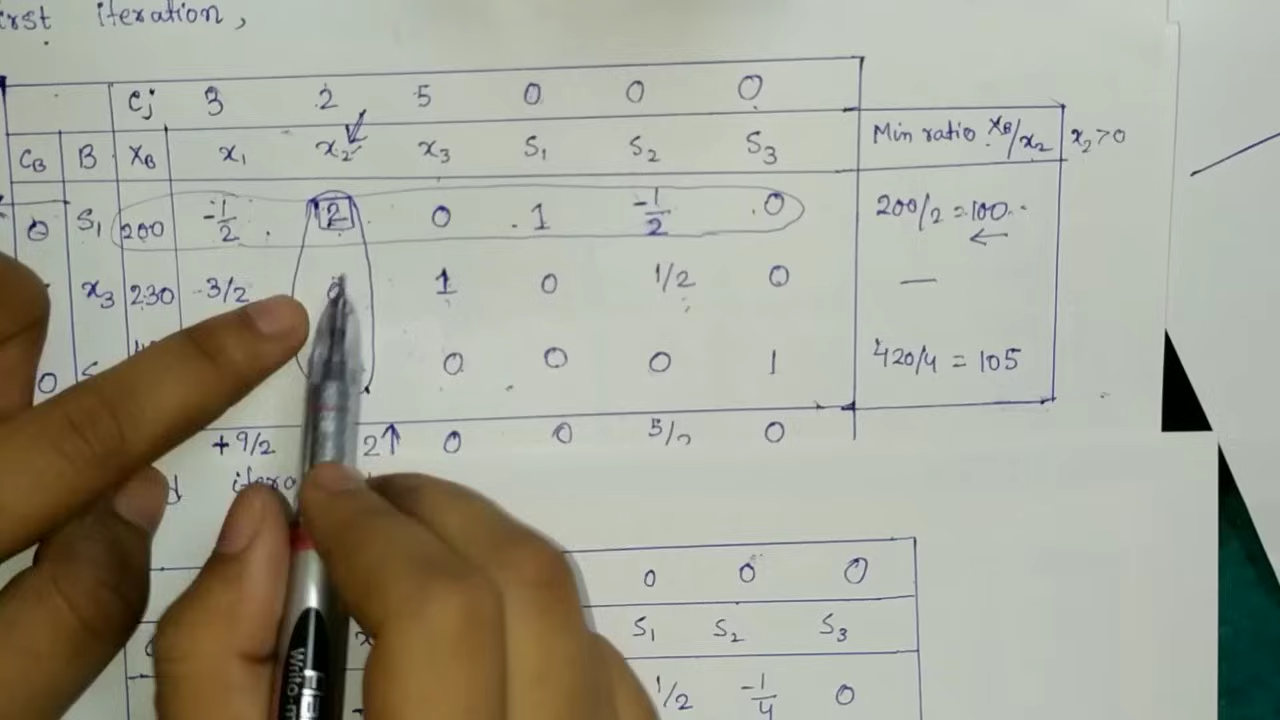 irst iteration,
Cj 3 2 5 0 0 0
CB B XB x1 x2 x3 S1 S2 S3 Min ratio XB/x2 x2>0
0 S1 200 -1/2 2 0 1 -1/2 0 200/2 = 100
x3 230 -3/2 0 1 0 1/2 0 —
0 0 0 0 1 420/4 = 105
+9/2 2↑ 0 0 5/2 0
d itera
0 0 0
S1 S2 S3
1/2 -1/4 0